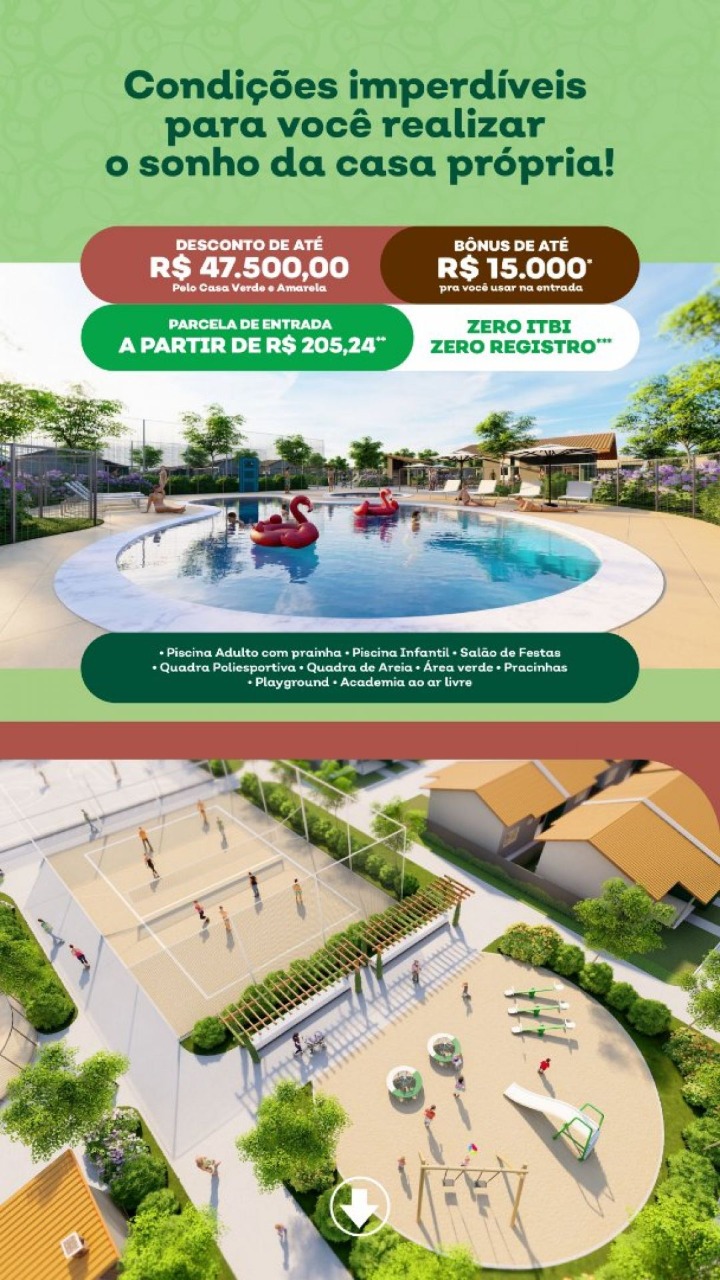 Condições imperdíveis
para você realizar
o sonho da casa própria!
DESCONTO DE ATÉ
R$ 47.500,00
Pelo Casa Verde e Amarela
BÔNUS DE ATÉ
R$ 15.000*
pra você usar na entrada
PARCELA DE ENTRADA
A PARTIR DE R$ 205,24**
ZERO ITBI
ZERO REGISTRO***
• Piscina Adulto com prainha • Piscina Infantil • Salão de Festas
• Quadra Poliesportiva • Quadra de Areia • Área verde • Pracinhas
• Playground • Academia ao ar livre